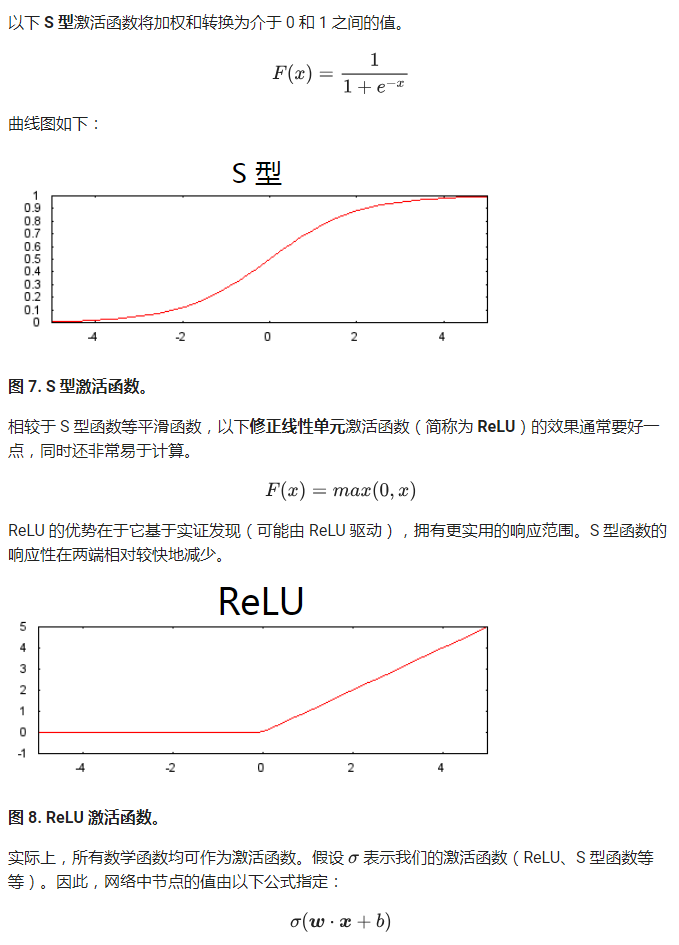 以下 S 型激活函数将加权和转换为介于 0 和 1 之间的值。
F(x) = 1 / (1 + e^{-x})
曲线图如下：
S 型
1
0.9
0.8
0.7
0.6
0.5
0.4
0.3
0.2
0.1
0
-4 -2 0 2 4
图 7. S 型激活函数。
相较于 S 型函数等平滑函数，以下修正线性单元激活函数（简称为 ReLU）的效果通常要好一
点，同时还非常易于计算。
F(x) = max(0, x)
ReLU 的优势在于它基于实证发现（可能由 ReLU 驱动），拥有更实用的响应范围。S 型函数的
响应性在两端相对较快地减少。
ReLU
5
4
3
2
1
0
-1
-4 -2 0 2 4
图 8. ReLU 激活函数。
实际上，所有数学函数均可作为激活函数。假设 σ 表示我们的激活函数（ReLU、S 型函数等
等）。因此，网络中节点的值由以下公式指定：
σ(w · x + b)